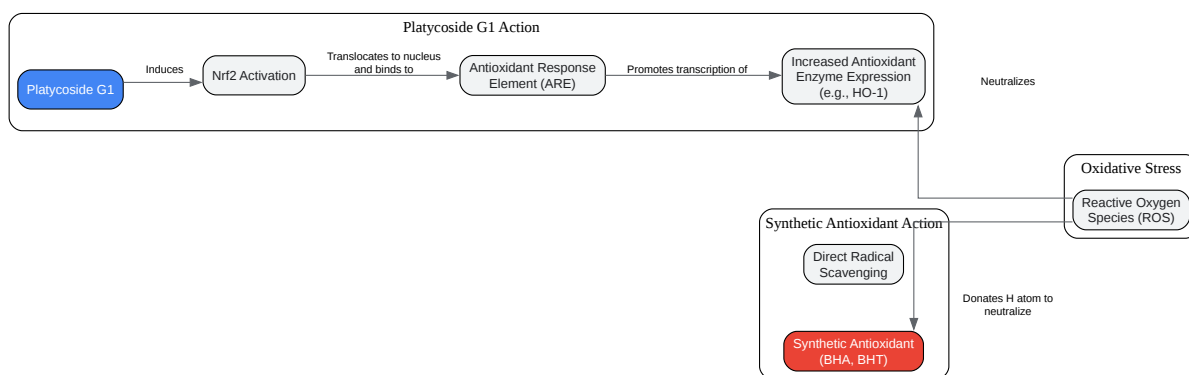 Platycoside G1 Action
Platycoside G1
Induces
Nrf2 Activation
Translocates to nucleus
and binds to
Antioxidant Response
Element (ARE)
Promotes transcription of
Increased Antioxidant
Enzyme Expression
(e.g., HO-1)
Neutralizes
Oxidative Stress
Reactive Oxygen
Species (ROS)
Synthetic Antioxidant Action
Direct Radical
Scavenging
Donates H atom to
neutralize
Synthetic Antioxidant
(BHA, BHT)